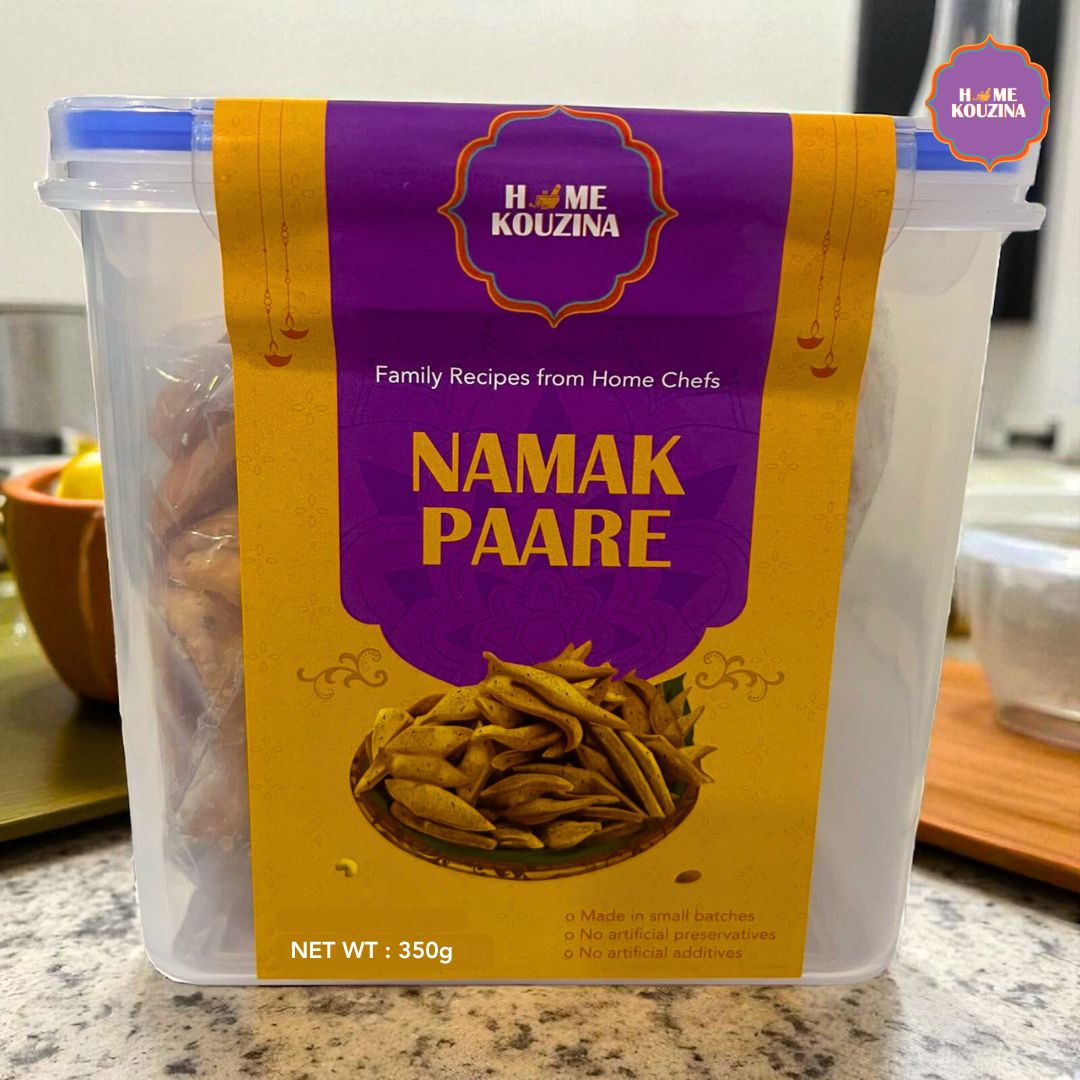 HOME
KOUZINA
HOME
KOUZINA
Family Recipes from Home Chefs
NAMAK
PAARE
o Made in small batches
o No artificial preservatives
o No artificial additives
NET WT : 350g